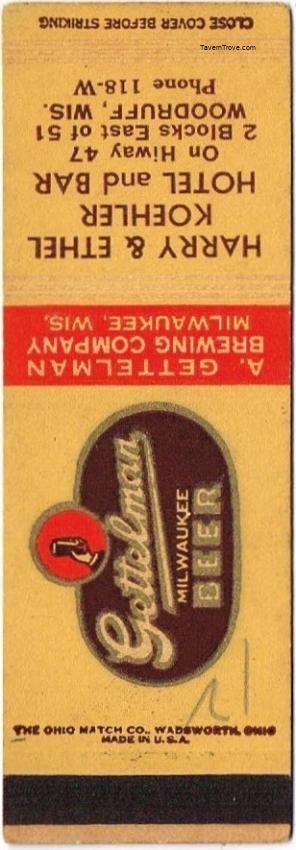 CLOSE COVER BEFORE STRIKING
TavernTrove.com
HARRY & ETHEL
KOEHLER
HOTEL and BAR
On Hiway 47
2 Blocks East of 51
WOODRUFF, WIS.
Phone 118-W
A. GETTELMAN
BREWING COMPANY
MILWAUKEE, WIS.
Gettelman
MILWAUKEE
BEER
THE OHIO MATCH CO., WADSWORTH, OHIO
MADE IN U.S.A.